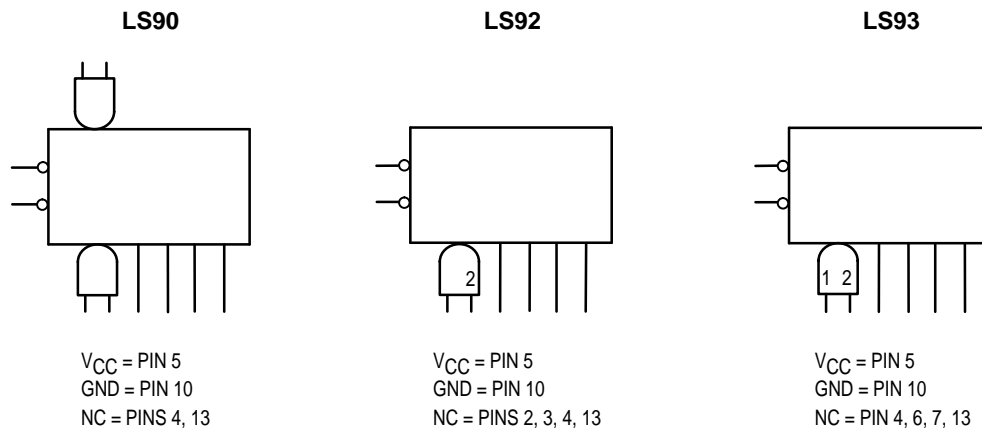 LS90 LS92 LS93
2 1 2
VCC = PIN 5 VCC = PIN 5 VCC = PIN 5
GND = PIN 10 GND = PIN 10 GND = PIN 10
NC = PINS 4, 13 NC = PINS 2, 3, 4, 13 NC = PIN 4, 6, 7, 13